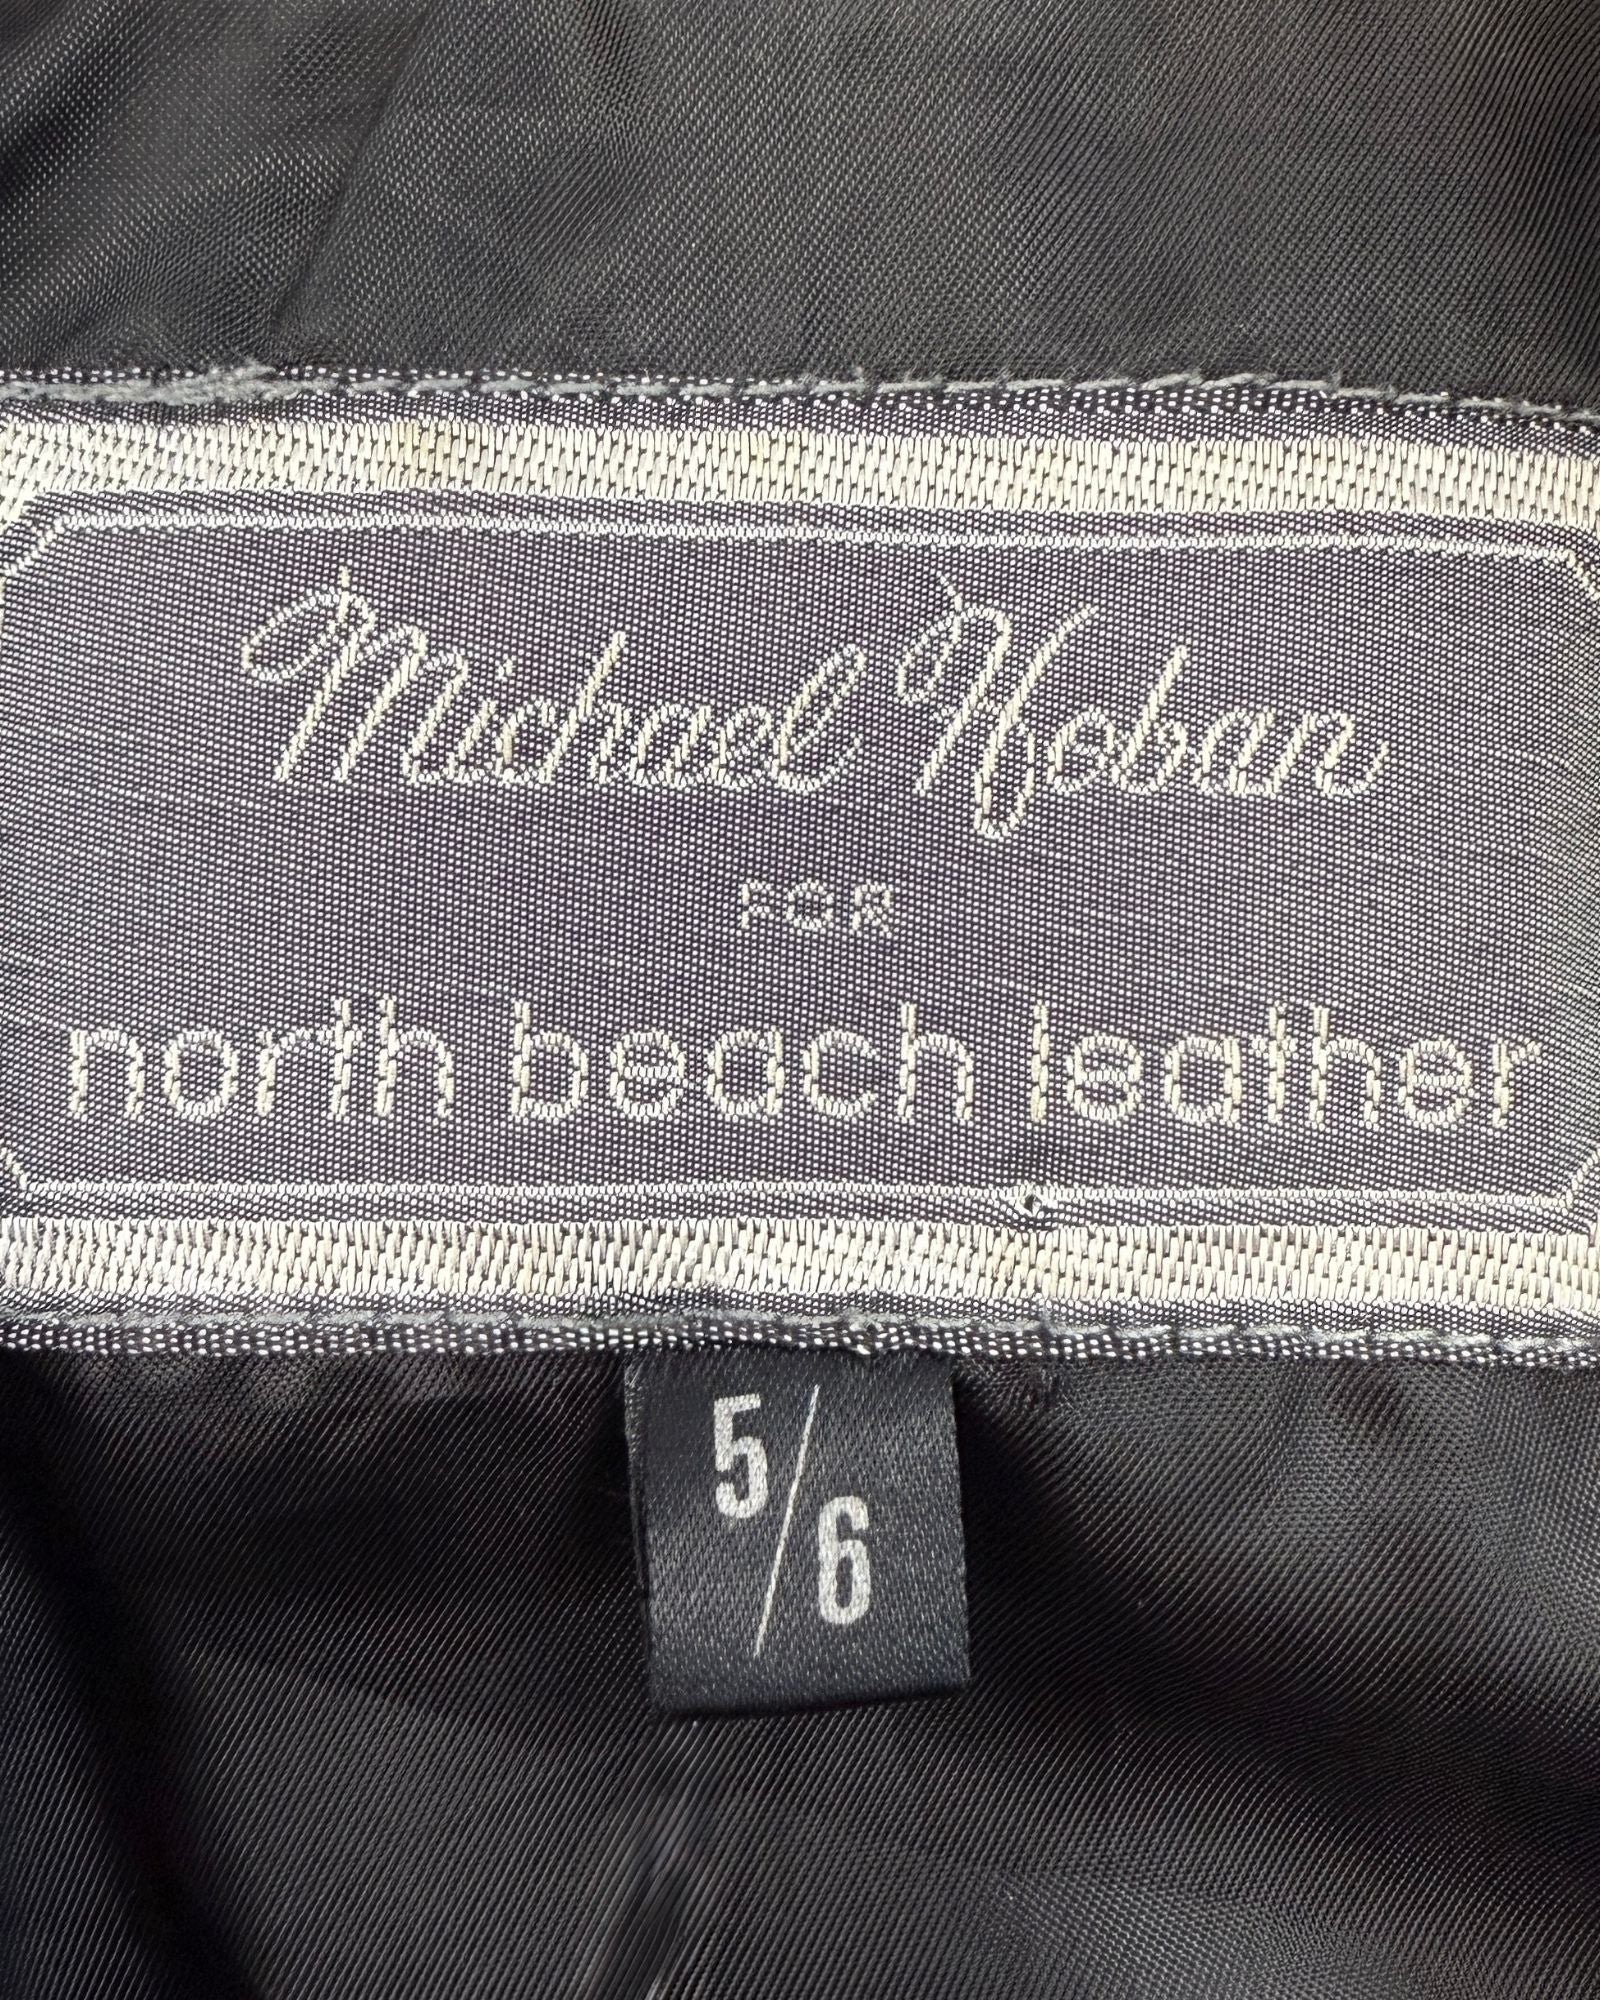 Michael Hoban
FOR
north beach leather
5/6